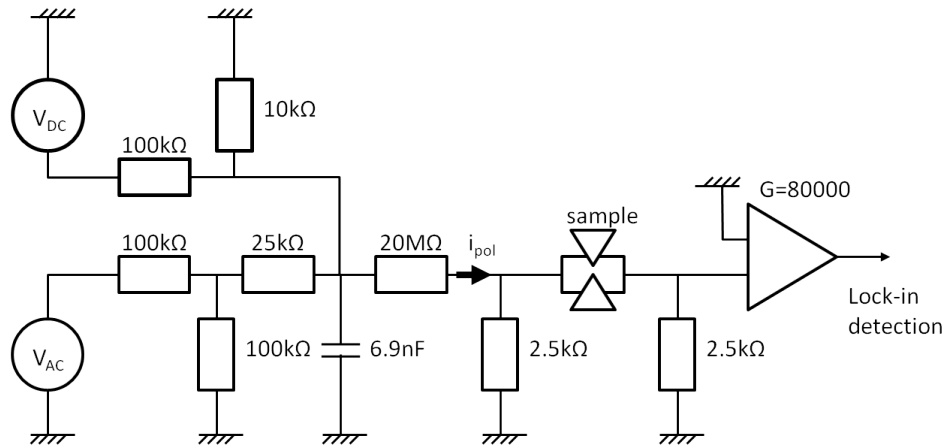 10kΩ
V_DC
100kΩ
G=80000
sample
100kΩ
25kΩ
20MΩ
i_pol
100kΩ
6.9nF
2.5kΩ
2.5kΩ
V_AC
Lock-in
detection